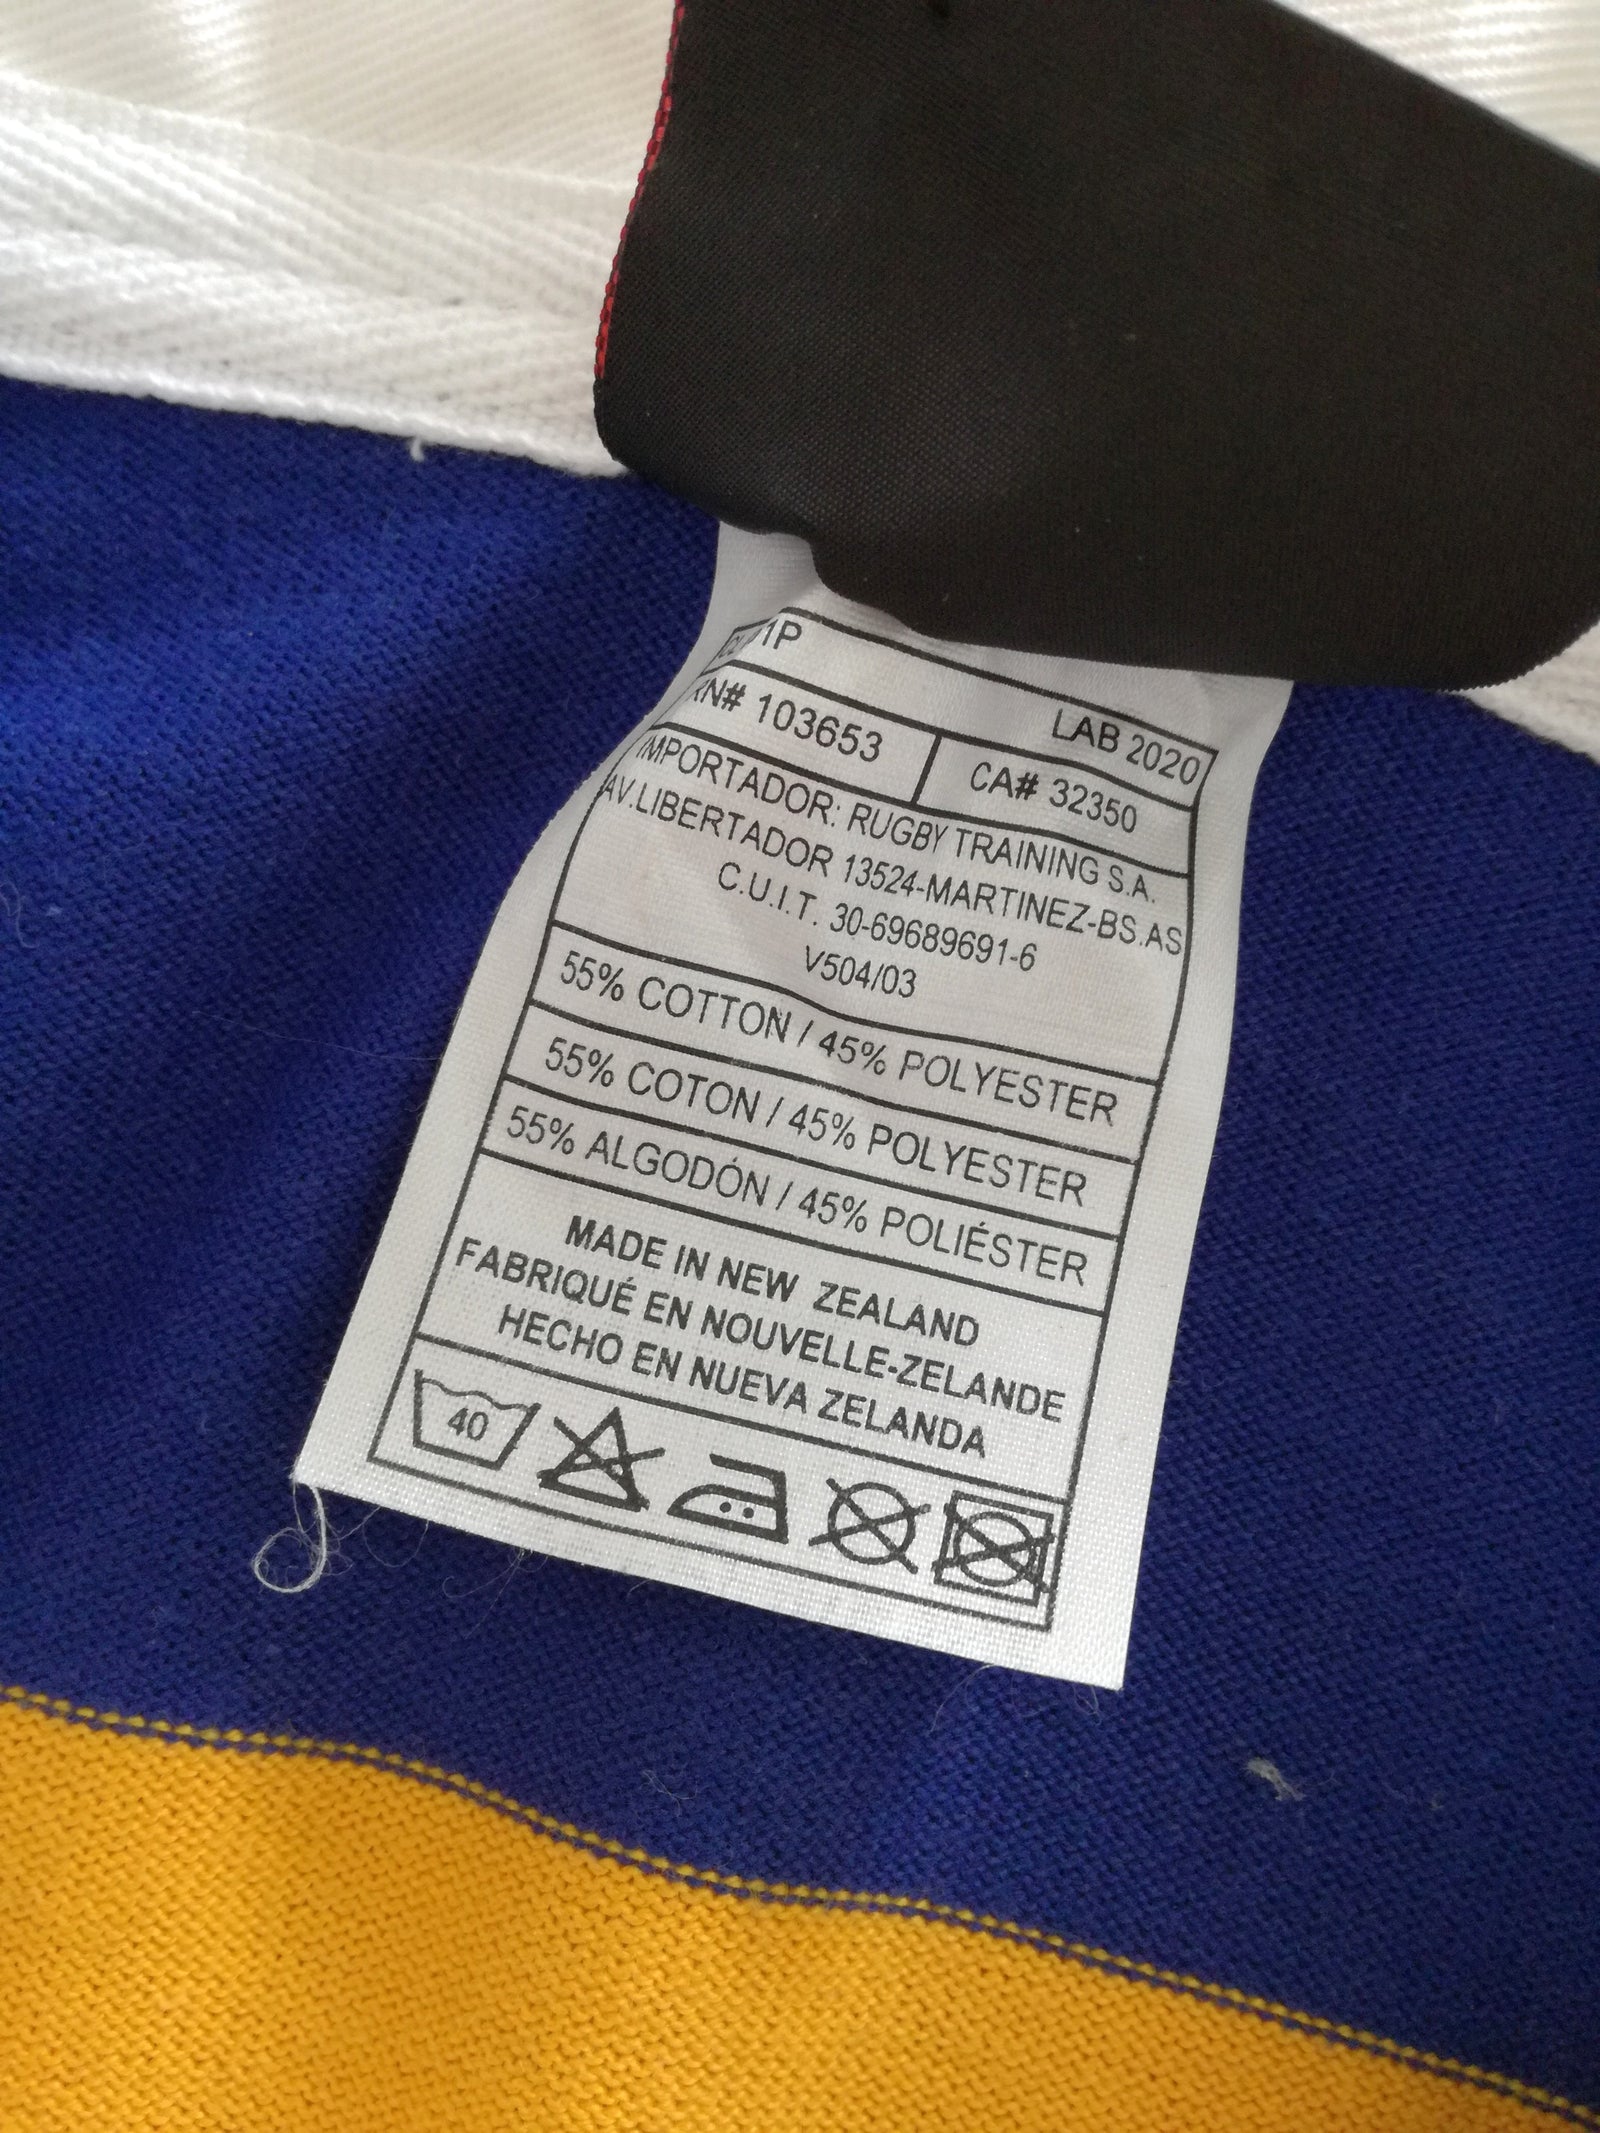 1P
LAB 2020
RN# 103653
CA# 32350
IMPORTADOR: RUGBY TRAINING S.A.
AV.LIBERTADOR 13524-MARTINEZ-BS.AS
C.U.I.T. 30-69689691-6
V504/03
55% COTTON / 45% POLYESTER
55% COTON / 45% POLYESTER
55% ALGODÓN / 45% POLIÉSTER
MADE IN NEW ZEALAND
FABRIQUÉ EN NOUVELLE-ZELANDE
HECHO EN NUEVA ZELANDA
40